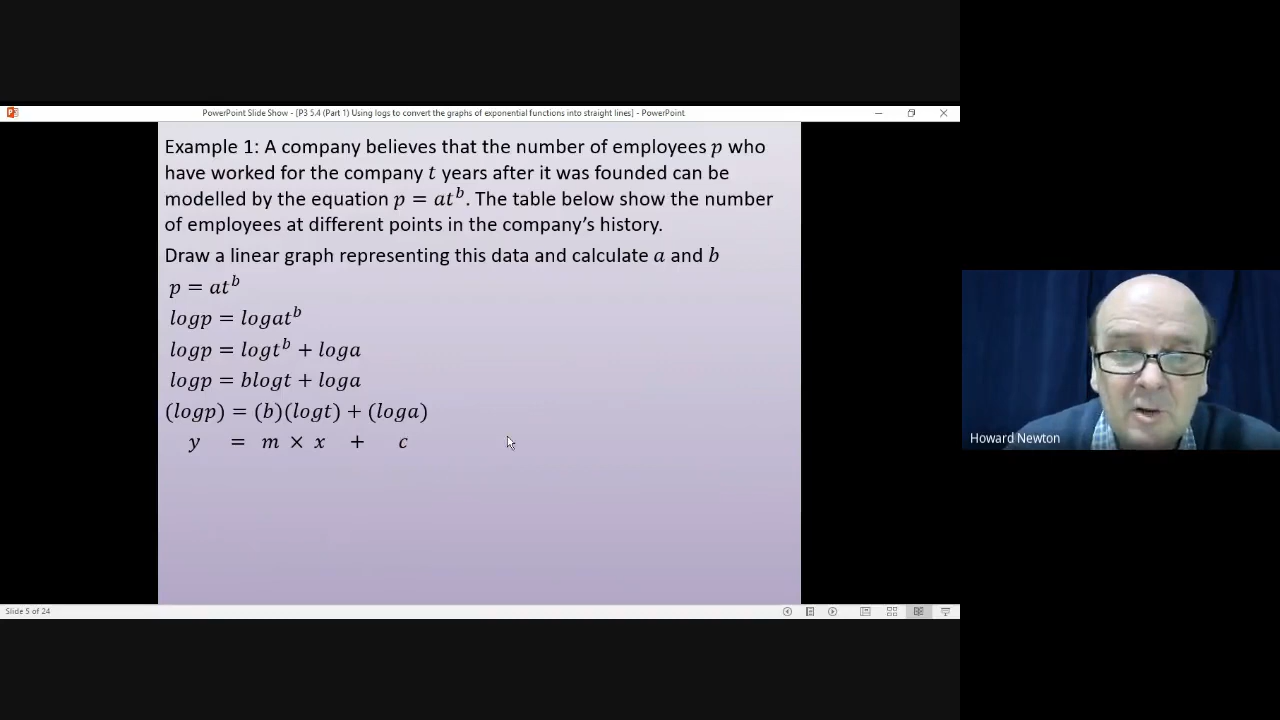 PowerPoint Slide Show - [P3 5.4 (Part 1) Using logs to convert the graphs of exponential functions into straight lines] - PowerPoint
Example 1: A company believes that the number of employees p who
have worked for the company t years after it was founded can be
modelled by the equation p = at^b. The table below show the number
of employees at different points in the company’s history.
Draw a linear graph representing this data and calculate a and b
p = at^b
logp = logat^b
logp = logt^b + loga
logp = blogt + loga
(logp) = (b)(logt) + (loga)
y = m × x + c
Howard Newton
Slide 5 of 24